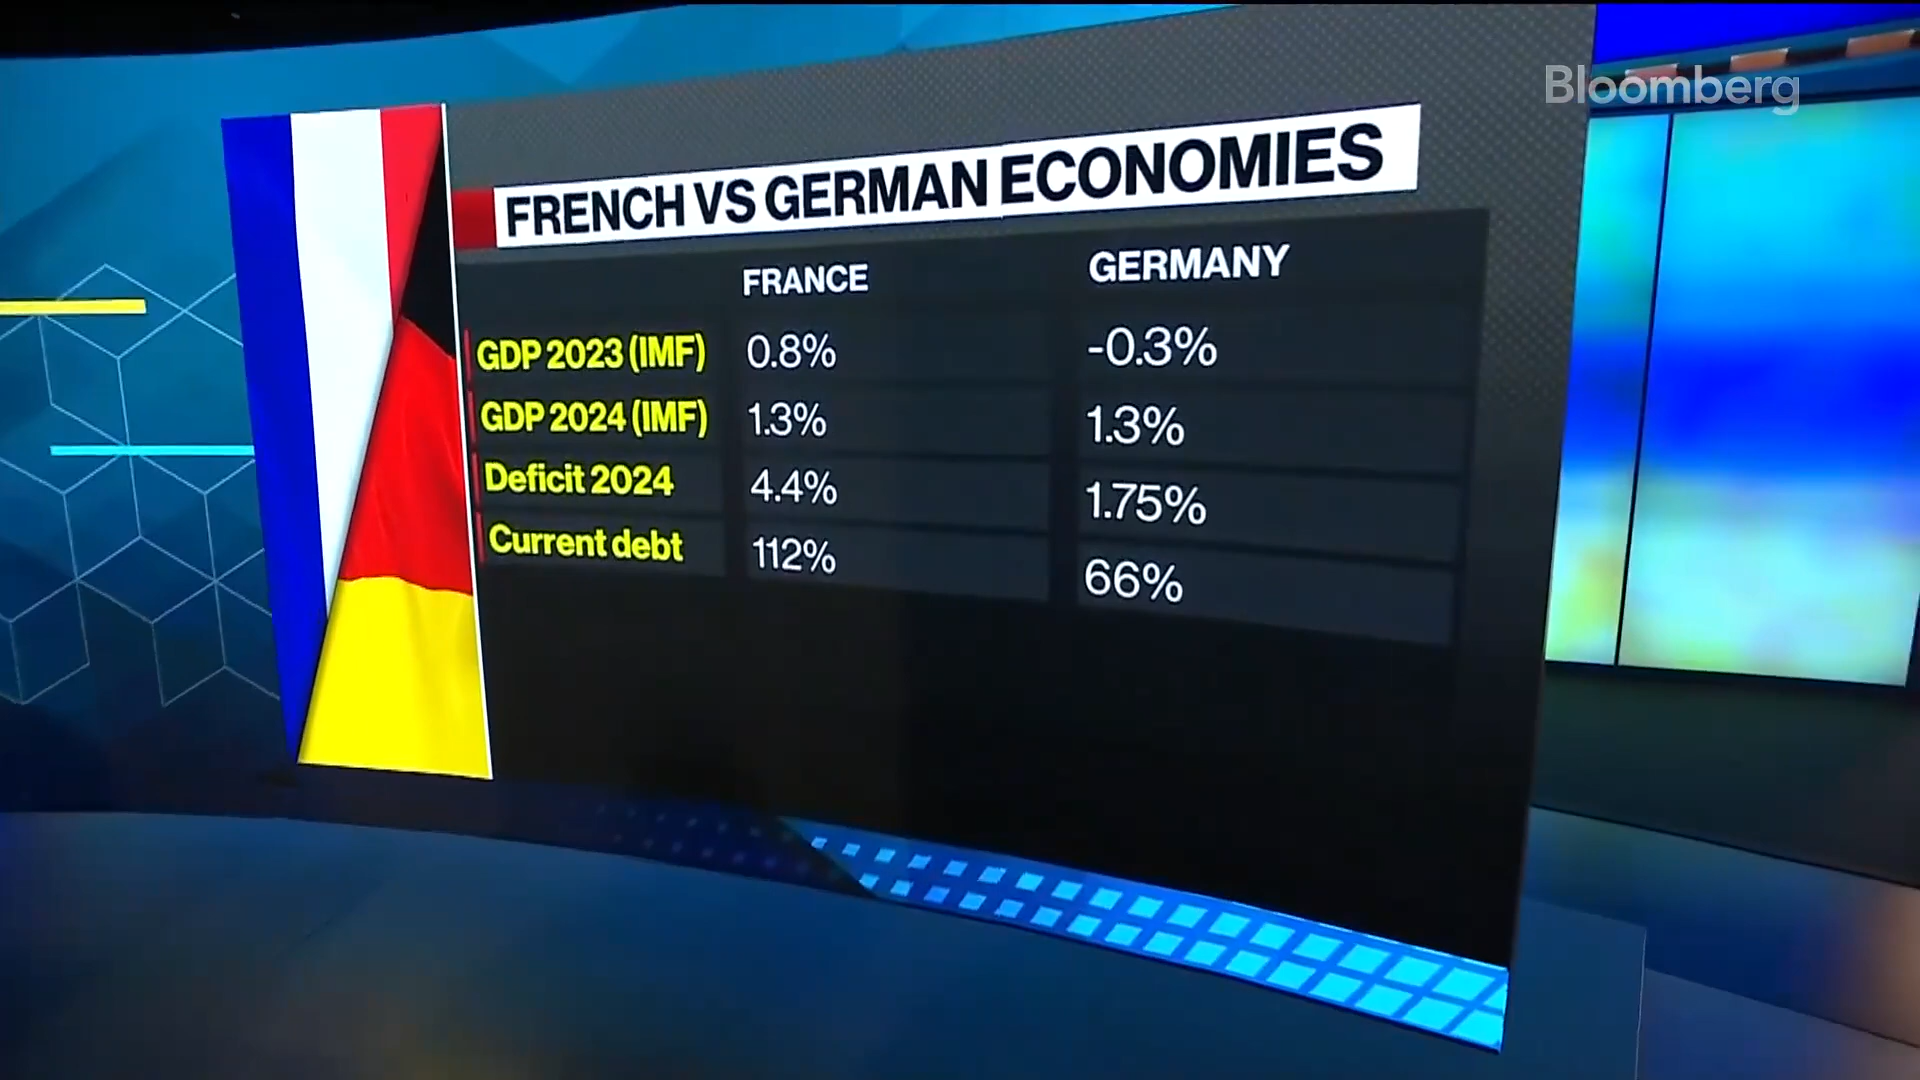 Bloomberg
FRENCH VS GERMAN ECONOMIES
FRANCE GERMANY
GDP 2023 (IMF) 0.8% -0.3%
GDP 2024 (IMF) 1.3% 1.3%
Deficit 2024 4.4% 1.75%
Current debt 112% 66%